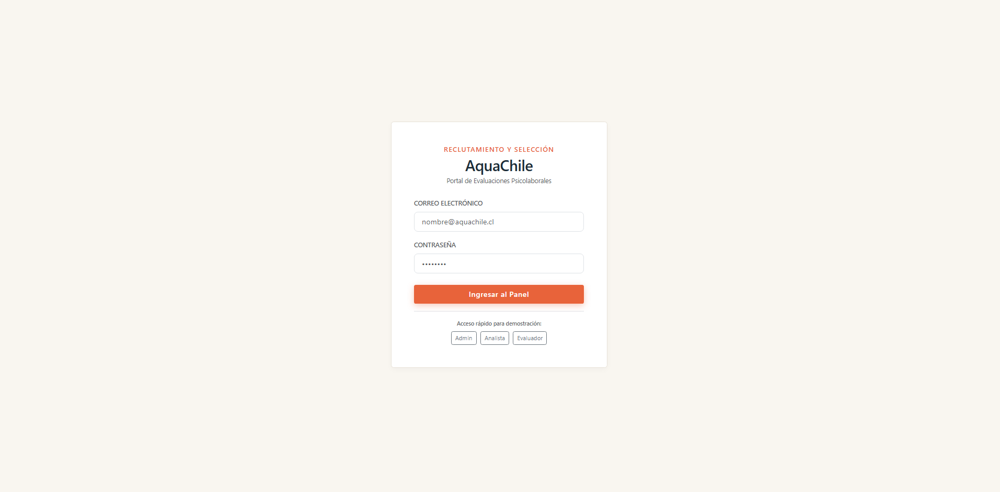 RECLUTAMIENTO Y SELECCIÓN
AquaChile
Portal de Evaluaciones Psicolaborales
CORREO ELECTRÓNICO
nombre@aquachile.cl
CONTRASEÑA
••••••••
Ingresar al Panel
Acceso rápido para demostración:
Admin Analista Evaluador